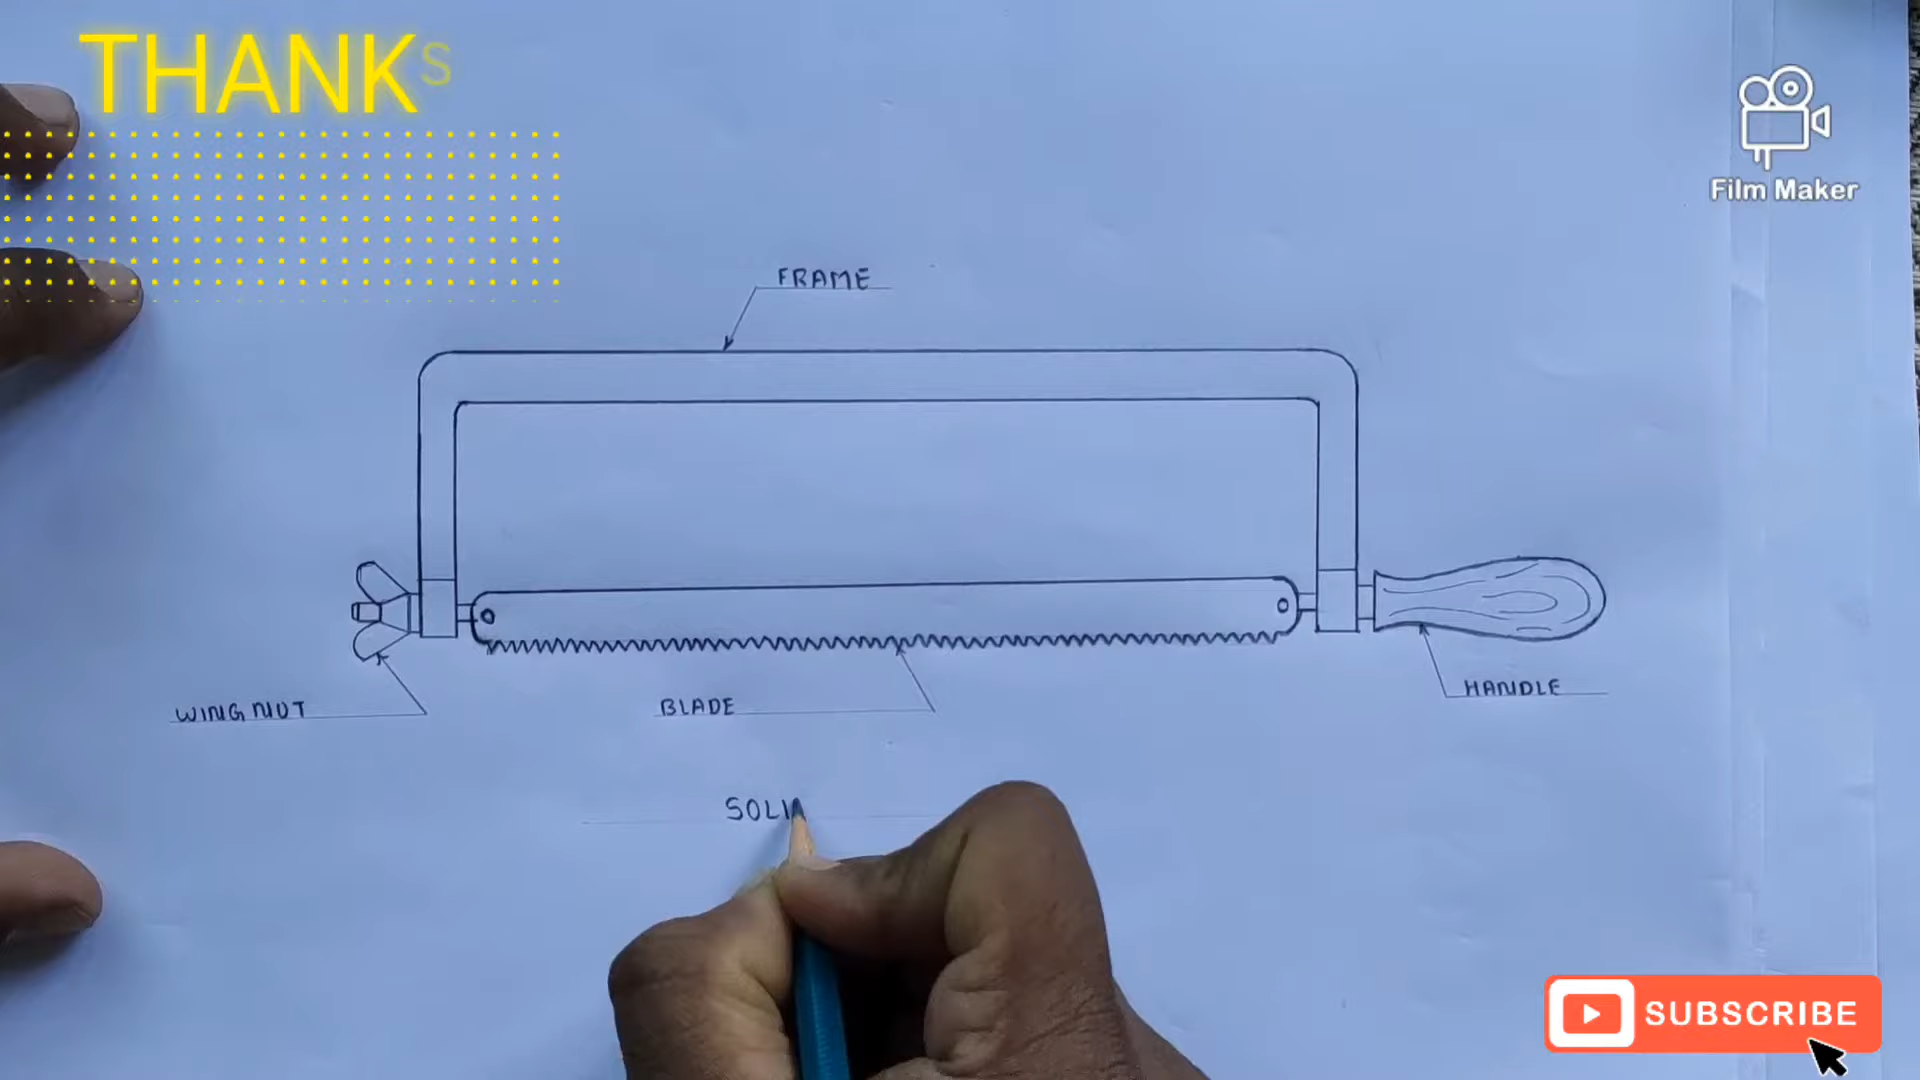 THANKS
Film Maker
FRAME
WING NUT
BLADE
HANDLE
SOLI
SUBSCRIBE